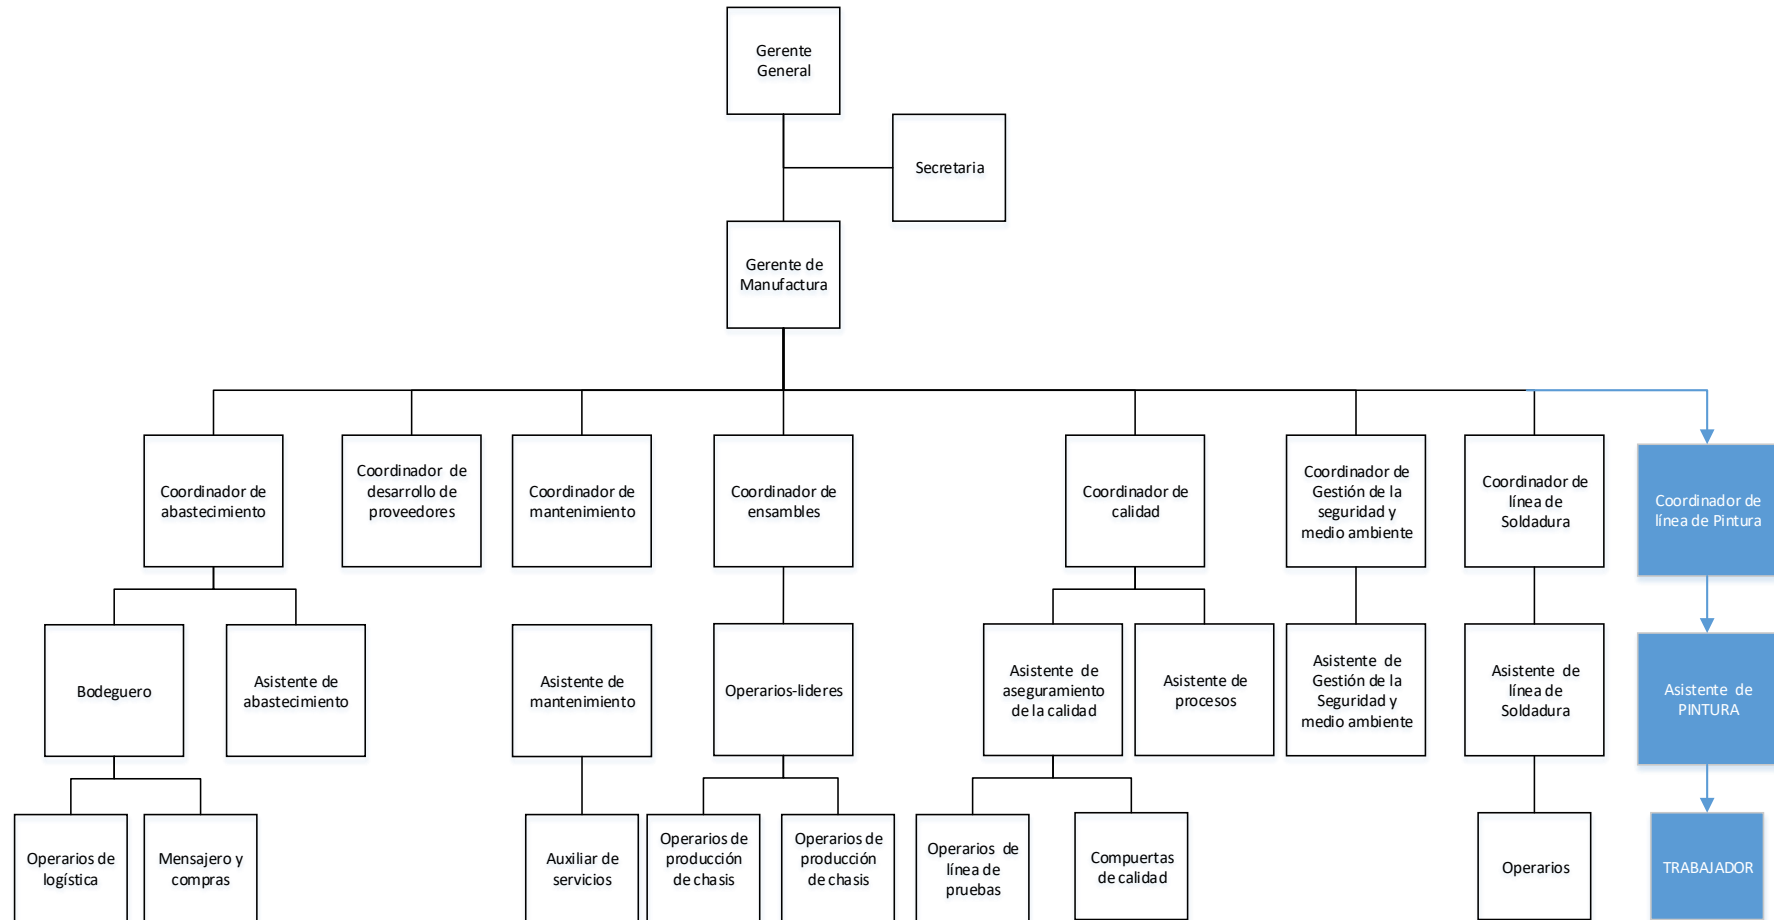 Gerente
General
Secretaria
Gerente de
Manufactura
Coordinador de
abastecimiento
Coordinador de
desarrollo de
proveedores
Coordinador de
mantenimiento
Coordinador de
ensambles
Coordinador de
calidad
Coordinador de
Gestión de la
seguridad y
medio ambiente
Coordinador de
línea de
Soldadura
Coordinador de
línea de Pintura
Bodeguero
Asistente de
abastecimiento
Asistente de
mantenimiento
Operarios-lideres
Asistente de
aseguramiento
de la calidad
Asistente de
procesos
Asistente de
Gestión de la
Seguridad y
medio ambiente
Asistente de
línea de
Soldadura
Asistente de
PINTURA
Operarios de
logística
Mensajero y
compras
Auxiliar de
servicios
Operarios de
producción
de chasis
Operarios de
producción
de chasis
Operarios de
línea de
pruebas
Compuertas
de calidad
Operarios
TRABAJADOR